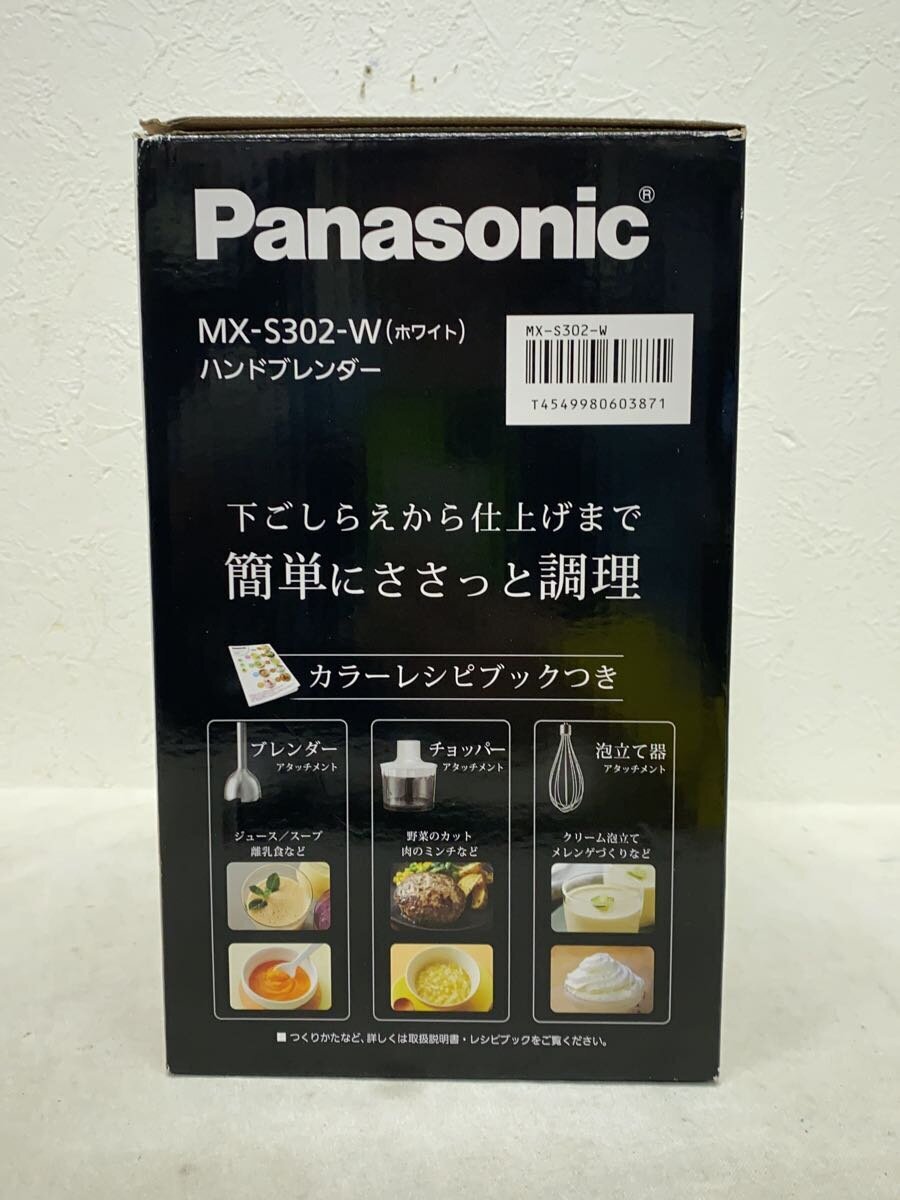 Panasonic®
MX-S302-W(ホワイト)
ハンドブレンダー
MX-S302-W
T4549980603871
下ごしらえから仕上げまで
簡単にささっと調理
Panasonic
カラーレシピブックつき
ブレンダー
アタッチメント
ジュース/スープ
離乳食など
チョッパー
アタッチメント
野菜のカット
肉のミンチなど
泡立て器
アタッチメント
クリーム泡立て
メレンゲづくりなど
■つくりかたなど、詳しくは取扱説明書・レシピブックをご覧ください。